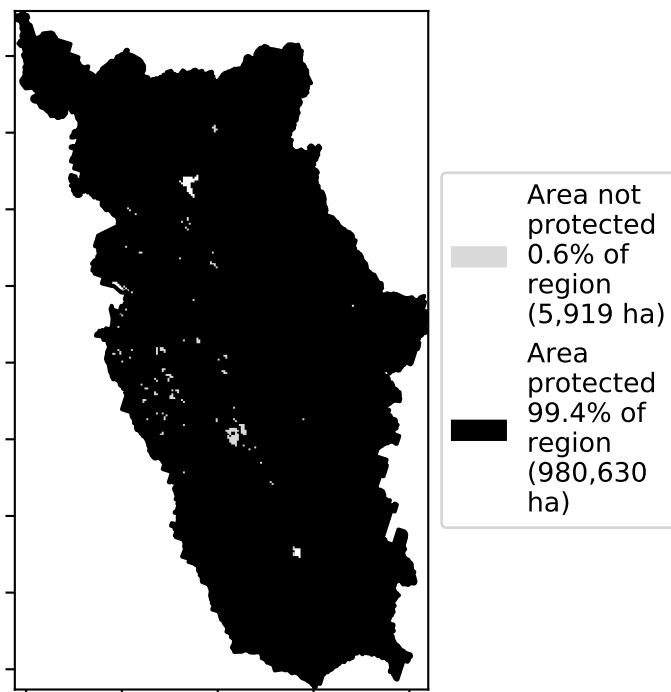 Area not
protected
0.6% of
region
(5,919 ha)
Area
protected
99.4% of
region
(980,630
ha)